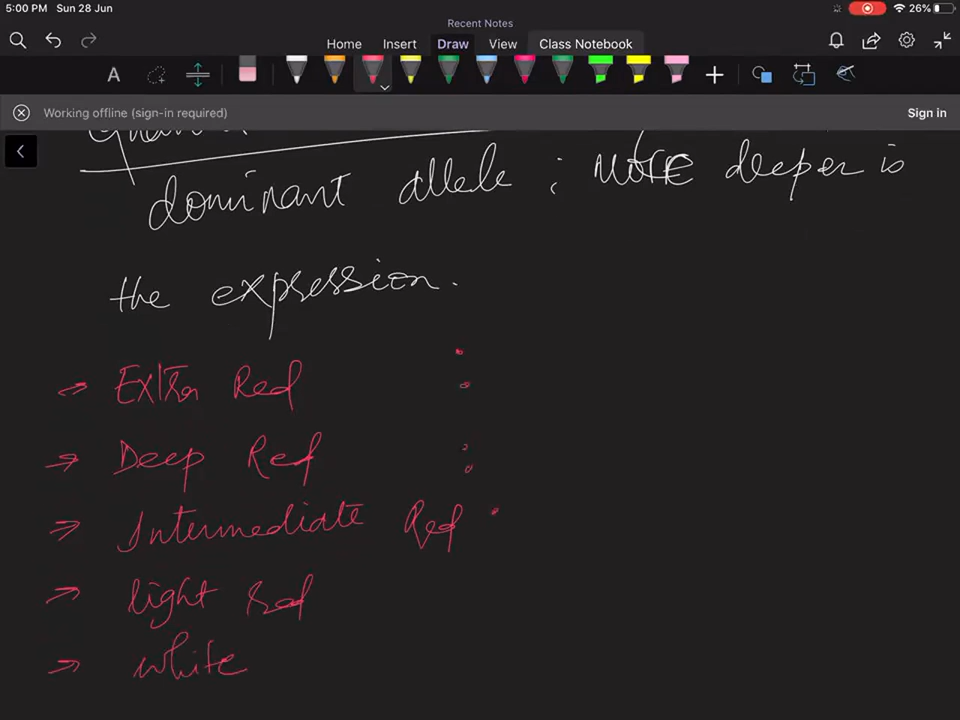 5:00 PM Sun 28 Jun
26%
Recent Notes
Home Insert Draw View Class Notebook
A
Working offline (sign-in required) Sign in
dominant allele : more deeper is
the expression.
→ Extra Red :
→ Deep Red :
→ Intermediate Red
→ light red
→ white